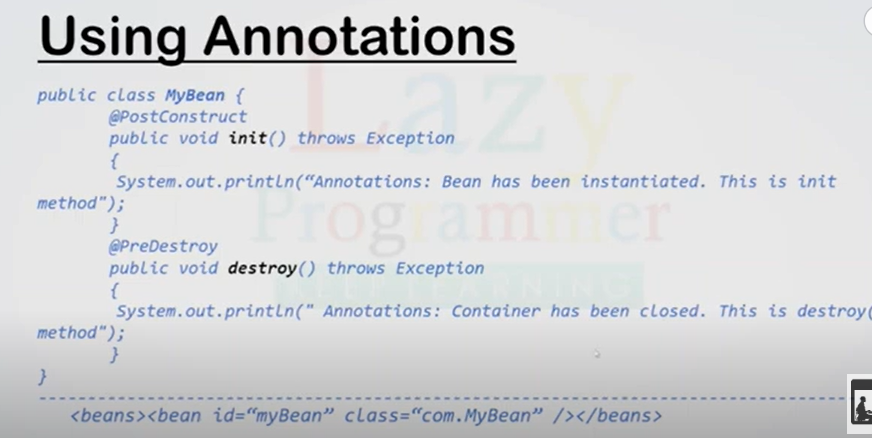 Using Annotations
Lazy
Programmer
KEEP LEARNING
public class MyBean {
@PostConstruct
public void init() throws Exception
{
System.out.println(“Annotations: Bean has been instantiated. This is init
method");
}
@PreDestroy
public void destroy() throws Exception
{
System.out.println(" Annotations: Container has been closed. This is destroy(
method");
}
}
<beans><bean id=“myBean” class=“com.MyBean” /></beans>